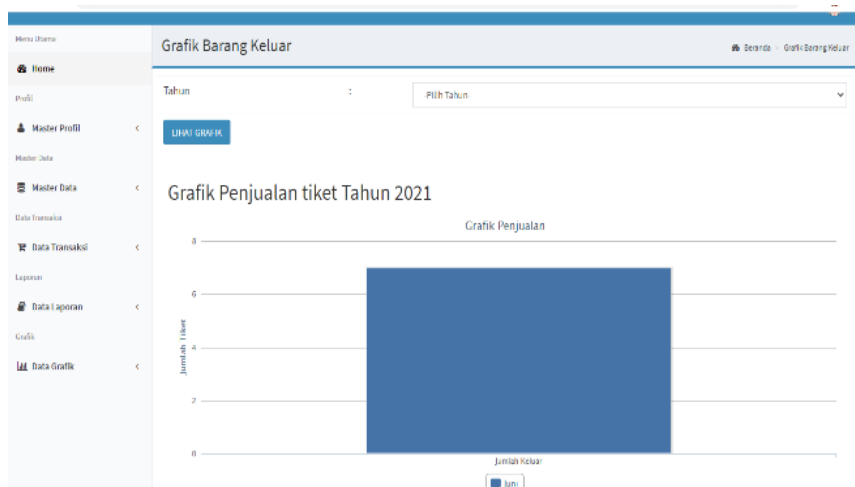 Menu Utama
Home
Profil
Master Profil
Master Data
Master Data
Data Transaksi
Data Transaksi
Laporan
Data Laporan
Grafik
Data Grafik
Grafik Barang Keluar
Beranda > Grafik Barang Keluar
Tahun : -Pilih Tahun-
LIHAT GRAFIK
Grafik Penjualan tiket Tahun 2021
Grafik Penjualan
Jumlah Tiket
8
6
4
2
0
Jumlah Keluar
Juni